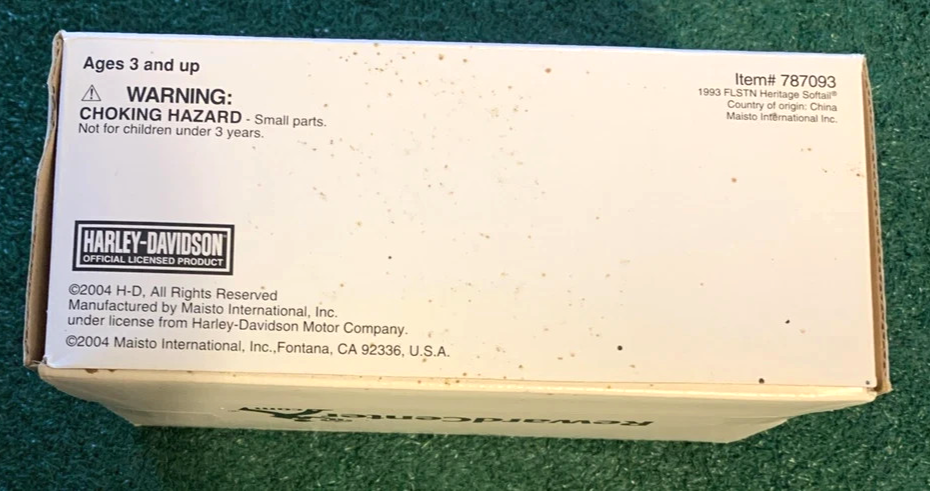 Ages 3 and up
⚠ WARNING:
CHOKING HAZARD - Small parts.
Not for children under 3 years.
Item# 787093
1993 FLSTN Heritage Softail®
Country of origin: China
Maisto International Inc.
HARLEY-DAVIDSON
OFFICIAL LICENSED PRODUCT
©2004 H-D, All Rights Reserved
Manufactured by Maisto International, Inc.
under license from Harley-Davidson Motor Company.
©2004 Maisto International, Inc.,Fontana, CA 92336, U.S.A.
RewardCenter